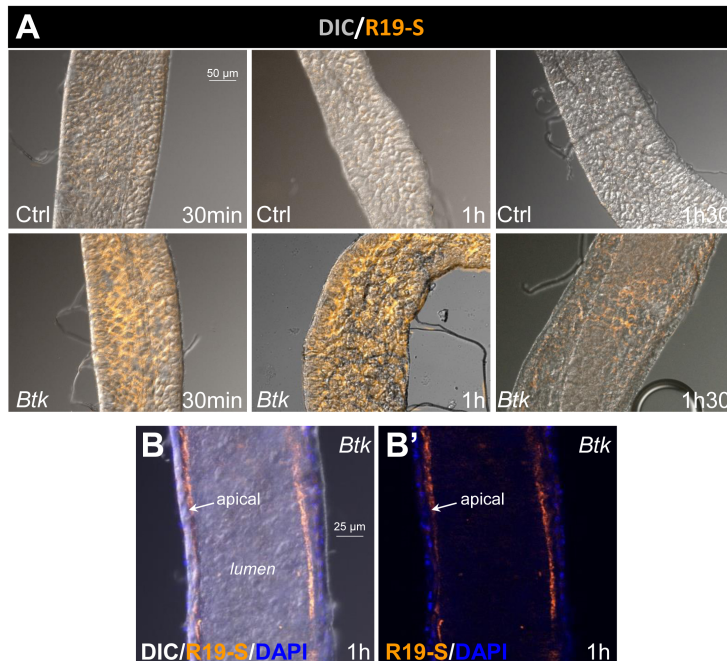 A
DIC/R19-S
50 µm
Ctrl 30min
Ctrl 1h
Ctrl 1h30
Btk 30min
Btk 1h
Btk 1h30
B Btk
apical
25 µm
lumen
DIC/R19-S/DAPI 1h
B’ Btk
apical
R19-S/DAPI 1h